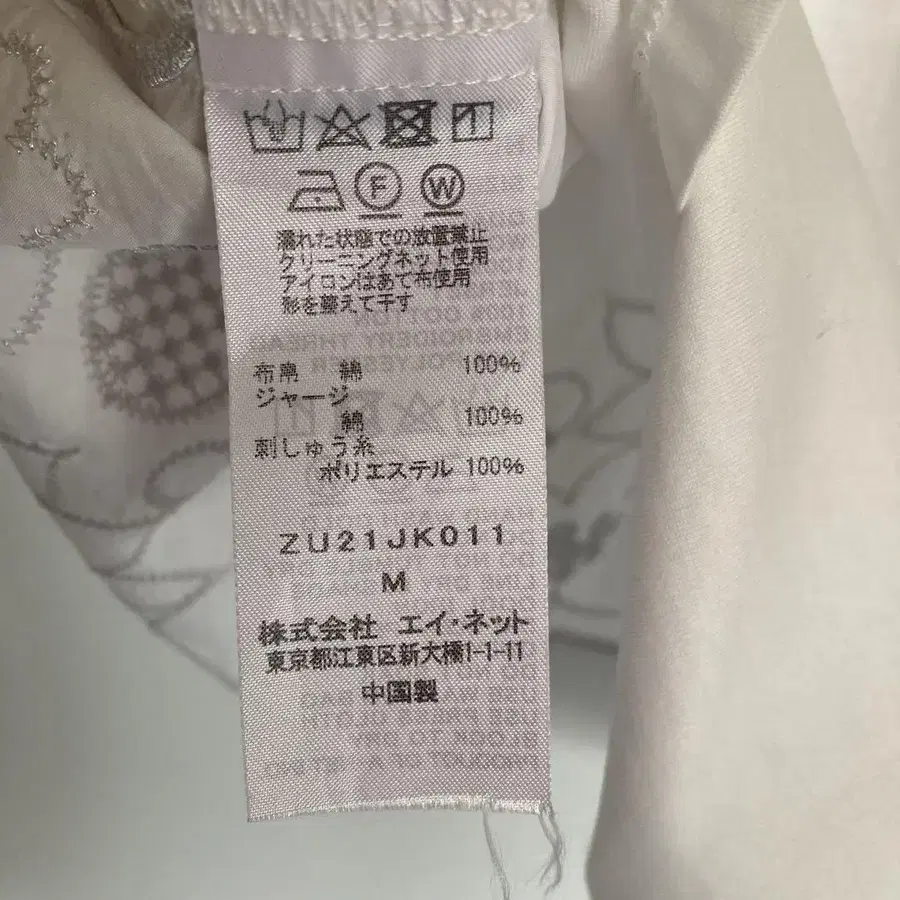 F W
濡れた状態での放置禁止
クリーニングネット使用
アイロンはあて布使用
形を整えて干す
布帛 綿 100%
ジャージ
綿 100%
刺しゅう糸
ポリエステル 100%
ZU21JK011
M
株式会社 エイ・ネット
東京都江東区新大橋1-1-11
中国製